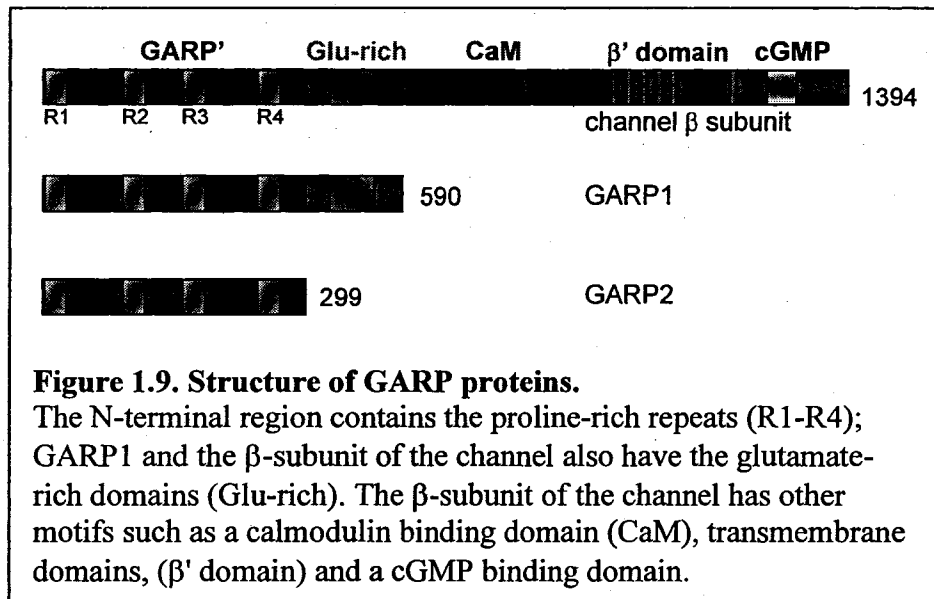 GARP' Glu-rich CaM β' domain cGMP
1394
R1 R2 R3 R4 channel β subunit
590 GARP1
299 GARP2
Figure 1.9. Structure of GARP proteins.
The N-terminal region contains the proline-rich repeats (R1-R4);
GARP1 and the β-subunit of the channel also have the glutamate-
rich domains (Glu-rich). The β-subunit of the channel has other
motifs such as a calmodulin binding domain (CaM), transmembrane
domains, (β' domain) and a cGMP binding domain.